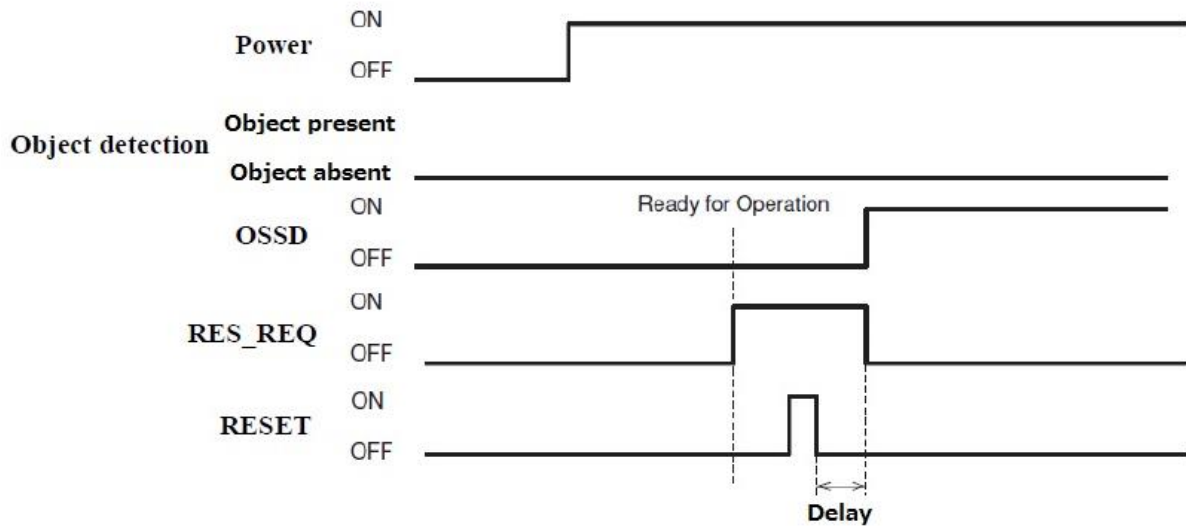 ON
Power
OFF
Object present
Object detection
Object absent
ON
Ready for Operation
OSSD
OFF
ON
RES_REQ
OFF
ON
RESET
OFF
Delay